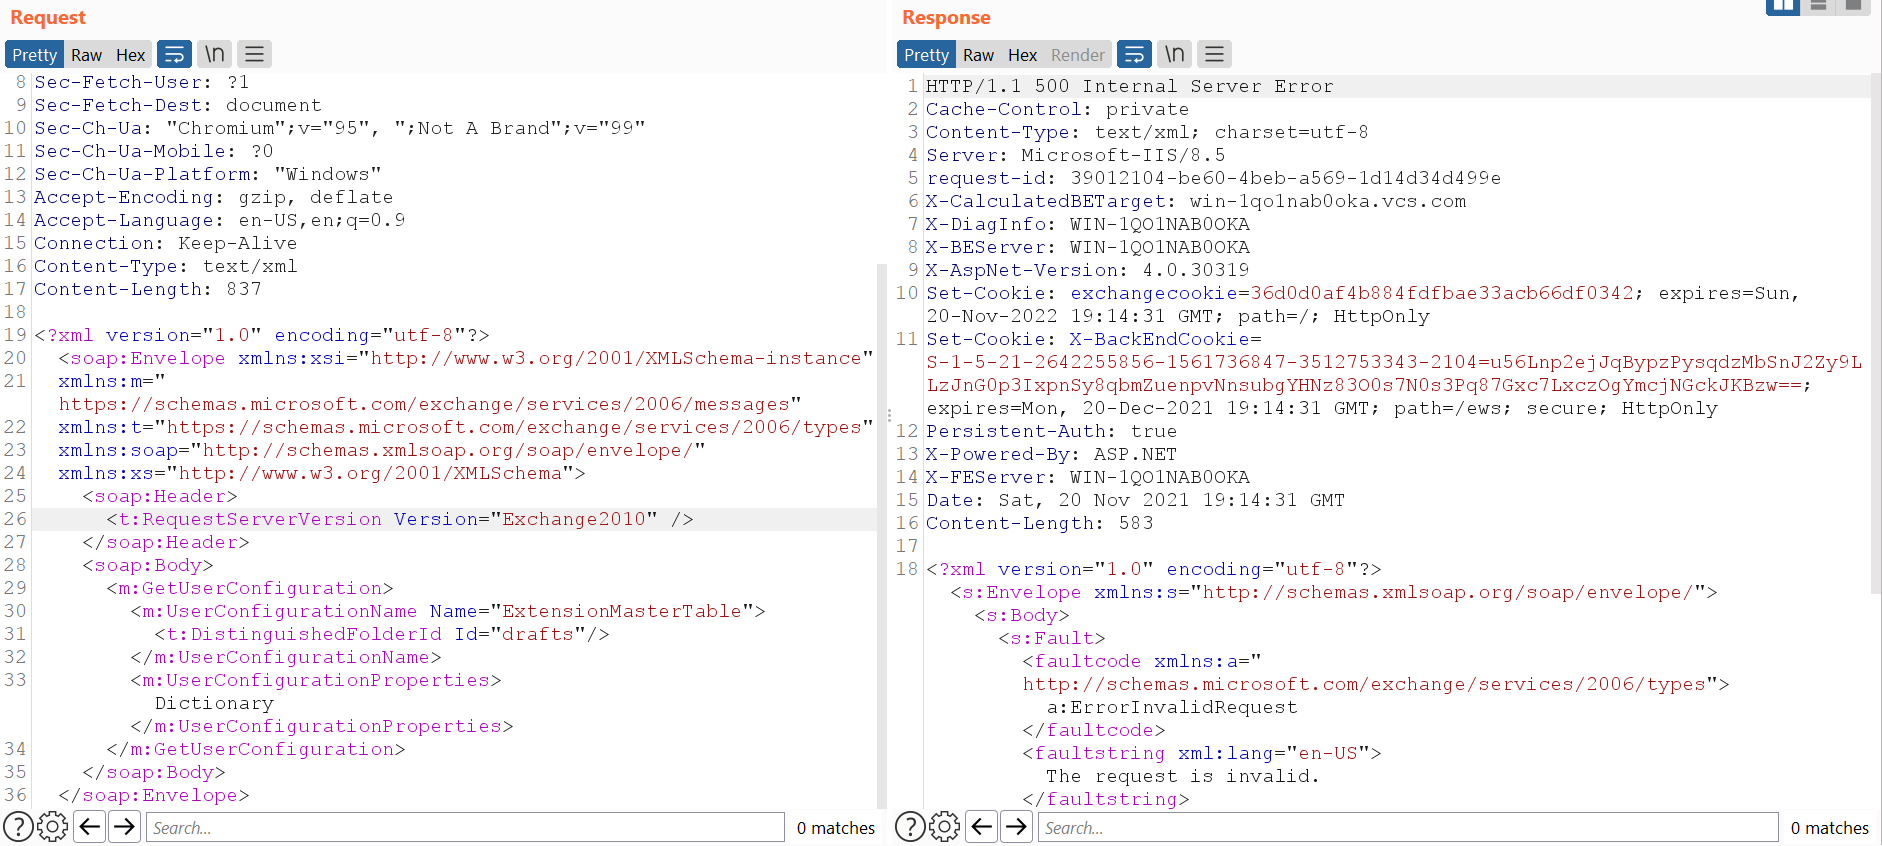 Request
Pretty Raw Hex \n
8 Sec-Fetch-User: ?1
9 Sec-Fetch-Dest: document
10 Sec-Ch-Ua: "Chromium";v="95", ";Not A Brand";v="99"
11 Sec-Ch-Ua-Mobile: ?0
12 Sec-Ch-Ua-Platform: "Windows"
13 Accept-Encoding: gzip, deflate
14 Accept-Language: en-US,en;q=0.9
15 Connection: Keep-Alive
16 Content-Type: text/xml
17 Content-Length: 837
18
19 <?xml version="1.0" encoding="utf-8"?>
20 <soap:Envelope xmlns:xsi="http://www.w3.org/2001/XMLSchema-instance"
21 xmlns:m="
https://schemas.microsoft.com/exchange/services/2006/messages"
22 xmlns:t="https://schemas.microsoft.com/exchange/services/2006/types"
23 xmlns:soap="http://schemas.xmlsoap.org/soap/envelope/"
24 xmlns:xs="http://www.w3.org/2001/XMLSchema">
25 <soap:Header>
26 <t:RequestServerVersion Version="Exchange2010" />
27 </soap:Header>
28 <soap:Body>
29 <m:GetUserConfiguration>
30 <m:UserConfigurationName Name="ExtensionMasterTable">
31 <t:DistinguishedFolderId Id="drafts"/>
32 </m:UserConfigurationName>
33 <m:UserConfigurationProperties>
Dictionary
</m:UserConfigurationProperties>
34 </m:GetUserConfiguration>
35 </soap:Body>
36 </soap:Envelope>
? Search... 0 matches
Response
Pretty Raw Hex Render \n
1 HTTP/1.1 500 Internal Server Error
2 Cache-Control: private
3 Content-Type: text/xml; charset=utf-8
4 Server: Microsoft-IIS/8.5
5 request-id: 39012104-be60-4beb-a569-1d14d34d499e
6 X-CalculatedBETarget: win-1qo1nab0oka.vcs.com
7 X-DiagInfo: WIN-1QO1NAB0OKA
8 X-BEServer: WIN-1QO1NAB0OKA
9 X-AspNet-Version: 4.0.30319
10 Set-Cookie: exchangecookie=36d0d0af4b884fdfbae33acb66df0342; expires=Sun,
20-Nov-2022 19:14:31 GMT; path=/; HttpOnly
11 Set-Cookie: X-BackEndCookie=
S-1-5-21-2642255856-1561736847-3512753343-2104=u56Lnp2ejJqBypzPysqdzMbSnJ2Zy9L
LzJnG0p3IxpnSy8qbmZuenpvNnsubgYHNz83O0s7N0s3Pq87Gxc7LxczOgYmcjNGckJKBzw==;
expires=Mon, 20-Dec-2021 19:14:31 GMT; path=/ews; secure; HttpOnly
12 Persistent-Auth: true
13 X-Powered-By: ASP.NET
14 X-FEServer: WIN-1QO1NAB0OKA
15 Date: Sat, 20 Nov 2021 19:14:31 GMT
16 Content-Length: 583
17
18 <?xml version="1.0" encoding="utf-8"?>
<s:Envelope xmlns:s="http://schemas.xmlsoap.org/soap/envelope/">
<s:Body>
<s:Fault>
<faultcode xmlns:a="
http://schemas.microsoft.com/exchange/services/2006/types">
a:ErrorInvalidRequest
</faultcode>
<faultstring xml:lang="en-US">
The request is invalid.
</faultstring>
? Search... 0 matches